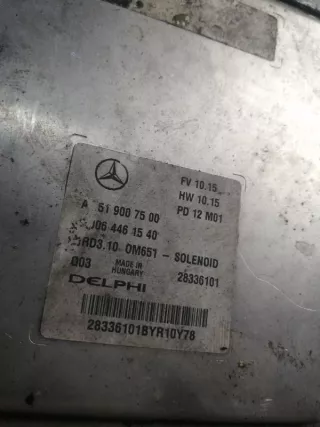 FV 10.15
HW 10.15
A 651 900 75 00
PD 12 M01
006 446 15 40
CRD3.10 OM651 - SOLENOID
D03 MADE IN HUNGARY 28336101
DELPHI
28336101BYR10Y78